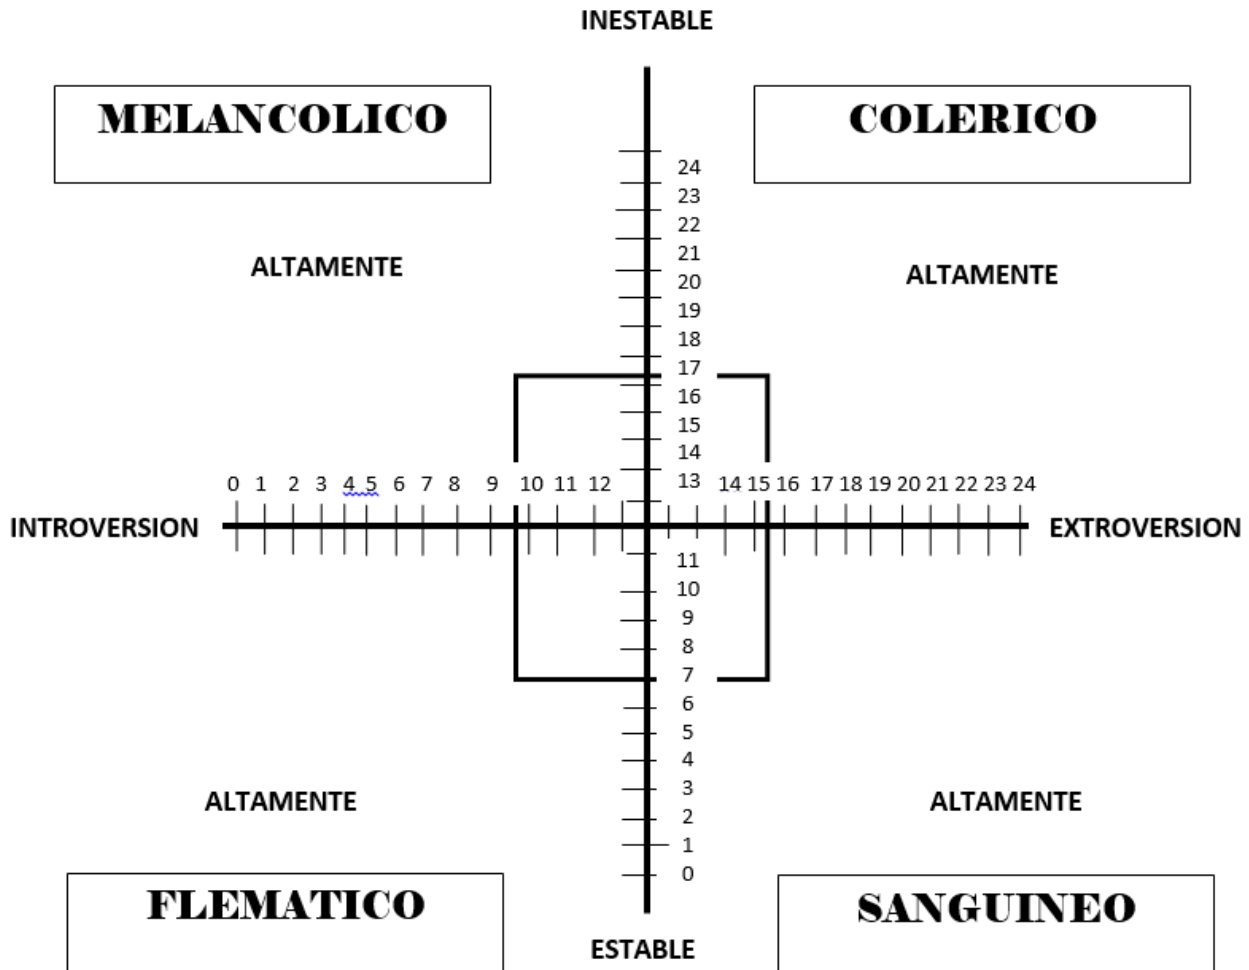 INESTABLE
MELANCOLICO
COLERICO
24
23
22
ALTAMENTE
ALTAMENTE
21
20
19
18
17
16
15
14
13
0 1 2 3 4 5 6 7 8 9 10 11 12 14 15 16 17 18 19 20 21 22 23 24
INTROVERSION
EXTROVERSION
11
10
9
8
7
6
5
4
3
2
1
0
ALTAMENTE
ALTAMENTE
FLEMATICO
SANGUINEO
ESTABLE